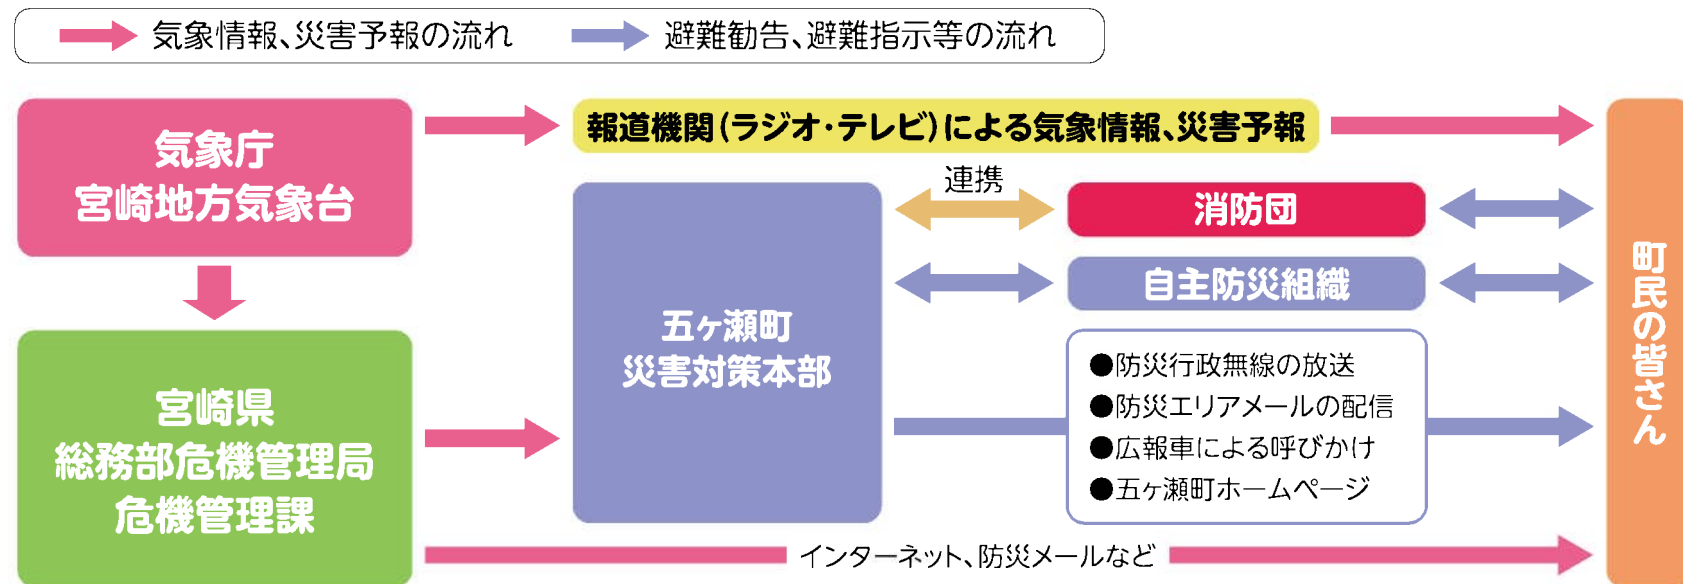 気象情報、災害予報の流れ
避難勧告、避難指示等の流れ
気象庁
宮崎地方気象台
報道機関(ラジオ・テレビ)による気象情報、災害予報
連携
消防団
自主防災組織
五ヶ瀬町
災害対策本部
宮崎県
総務部危機管理局
危機管理課
●防災行政無線の放送
●防災エリアメールの配信
●広報車による呼びかけ
●五ヶ瀬町ホームページ
インターネット、防災メールなど
町民の皆さん